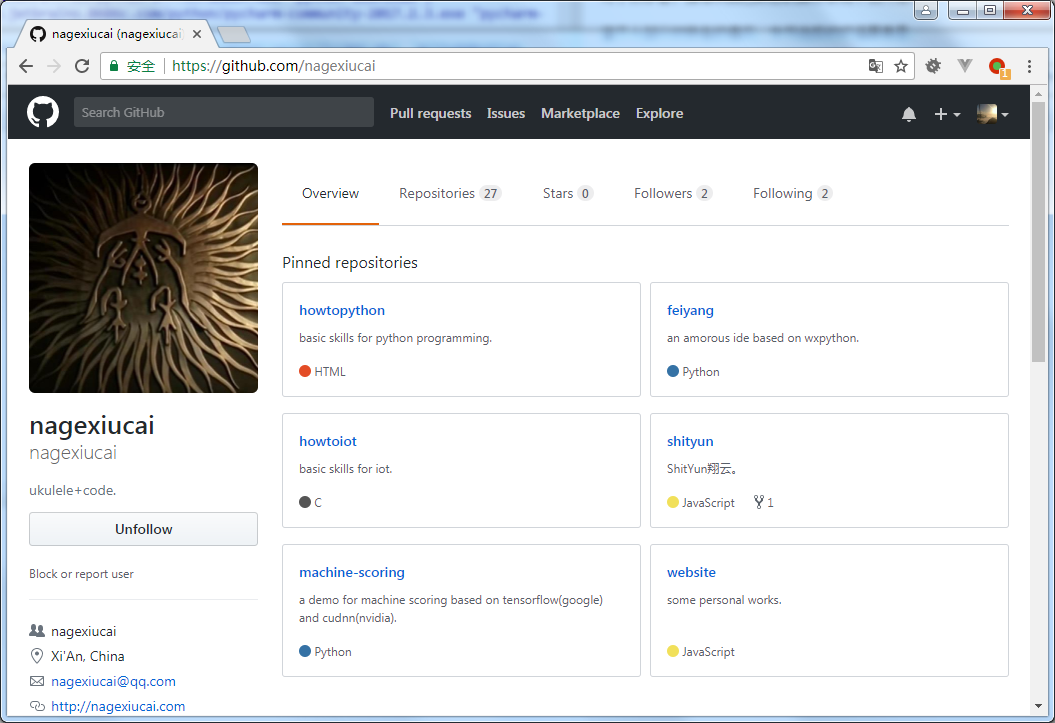 nagexiucai (nagexiucai)
安全 https://github.com/nagexiucai
1
Search GitHub Pull requests Issues Marketplace Explore
Overview Repositories 27 Stars 0 Followers 2 Following 2
Pinned repositories
howtopython
basic skills for python programming.
HTML
feiyang
an amorous ide based on wxpython.
Python
howtoiot
basic skills for iot.
C
shityun
ShitYun翔云。
JavaScript 1
machine-scoring
a demo for machine scoring based on tensorflow(google)
and cudnn(nvidia).
Python
website
some personal works.
JavaScript
nagexiucai
nagexiucai
ukulele+code.
Unfollow
Block or report user
nagexiucai
Xi'An, China
nagexiucai@qq.com
http://nagexiucai.com